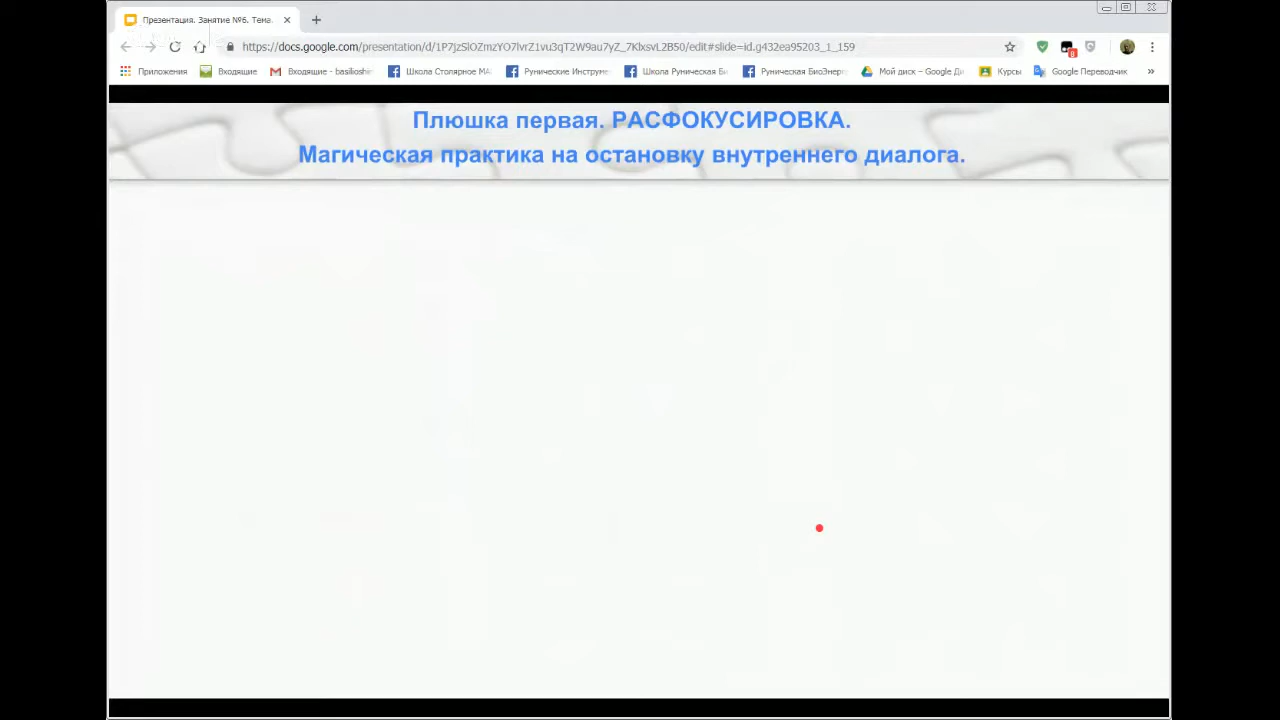 Презентация. Занятие №6. Тема.
https://docs.google.com/presentation/d/1P7jzSlOZmzYO7lvrZ1vu3qT2W9au7yZ_7KlxsvL2B50/edit#slide=id.g432ea95203_1_159
8
Приложения Входящие Входящие - basilioshir Школа Столярное МА Рунические Инструме Школа Руническая Би Руническая БиоЭнерг Мой диск – Google Ди Курсы Google Переводчик »
Плюшка первая. РАСФОКУСИРОВКА.
Магическая практика на остановку внутреннего диалога.